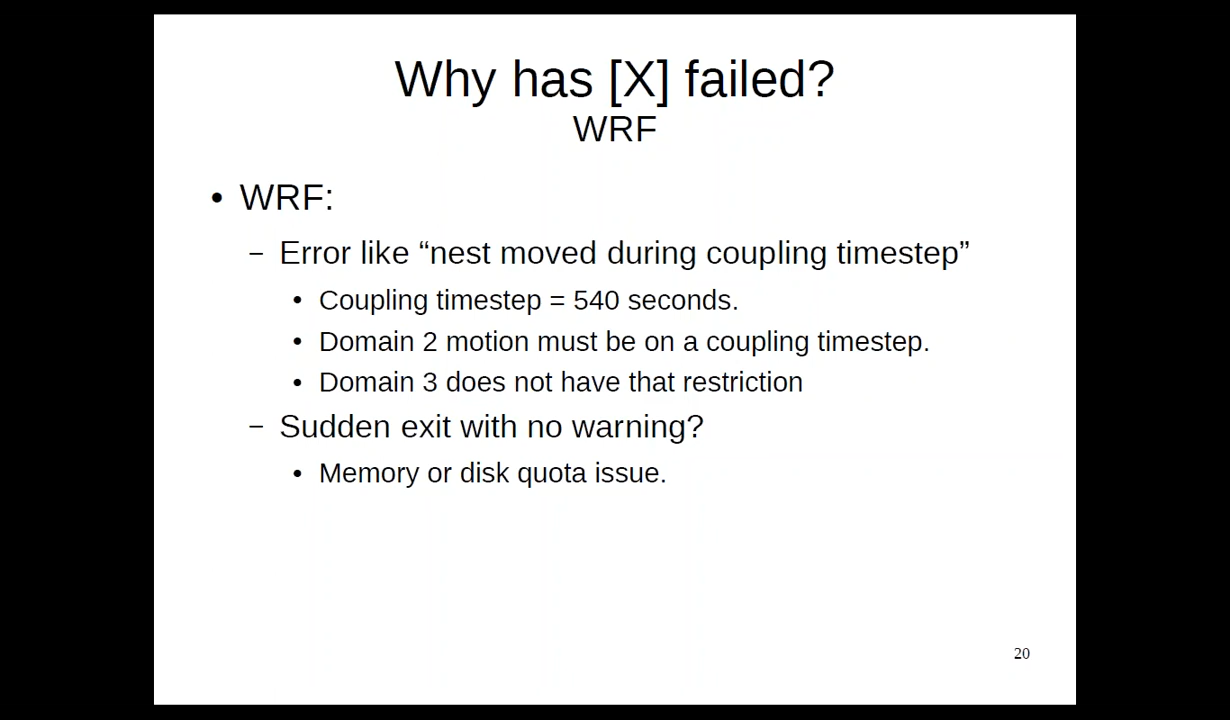 Why has [X] failed?
WRF
• WRF:
– Error like “nest moved during coupling timestep”
• Coupling timestep = 540 seconds.
• Domain 2 motion must be on a coupling timestep.
• Domain 3 does not have that restriction
– Sudden exit with no warning?
• Memory or disk quota issue.
20